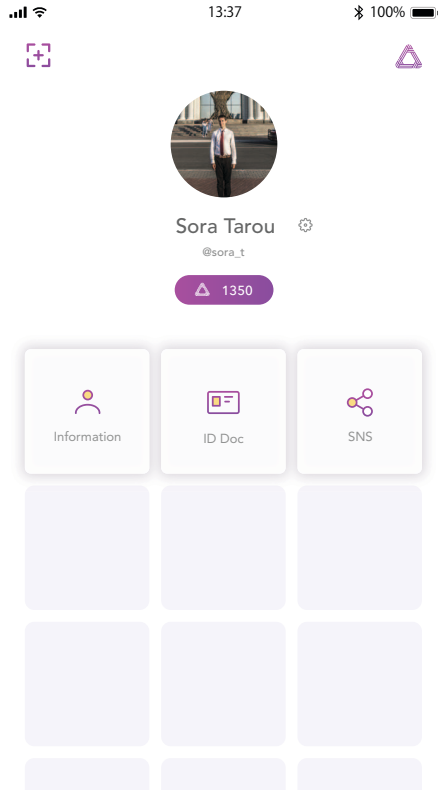 13:37
100%
Sora Tarou
@sora_t
1350
Information
ID Doc
SNS